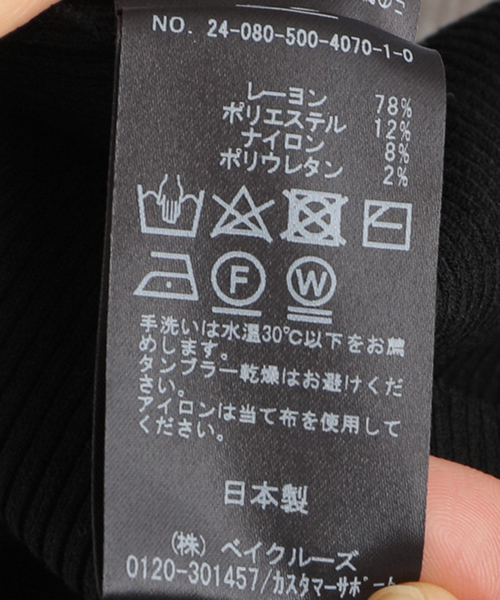 NO. 24-080-500-4070-1-0
レーヨン 78%
ポリエステル 12%
ナイロン 8%
ポリウレタン 2%
F W
手洗いは水温30℃以下をお薦
めします。
タンブラー乾燥はお避けくだ
さい。
アイロンは当て布を使用して
ください。
日本製
(株) ベイクルーズ
0120-301457/カスタマーサポート